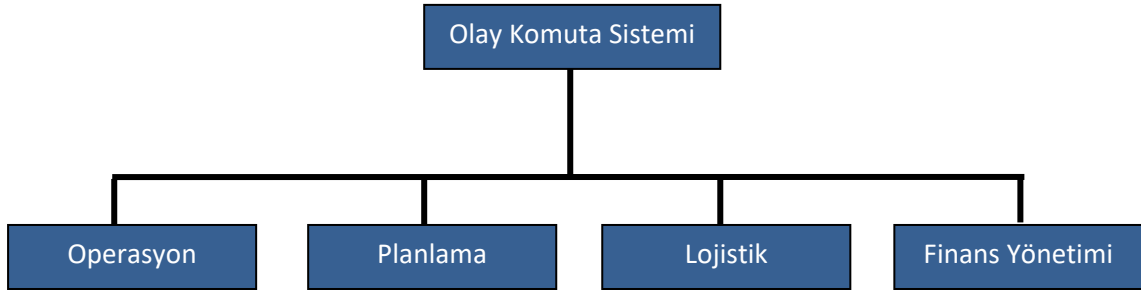 Olay Komuta Sistemi
Operasyon
Planlama
Lojistik
Finans Yönetimi